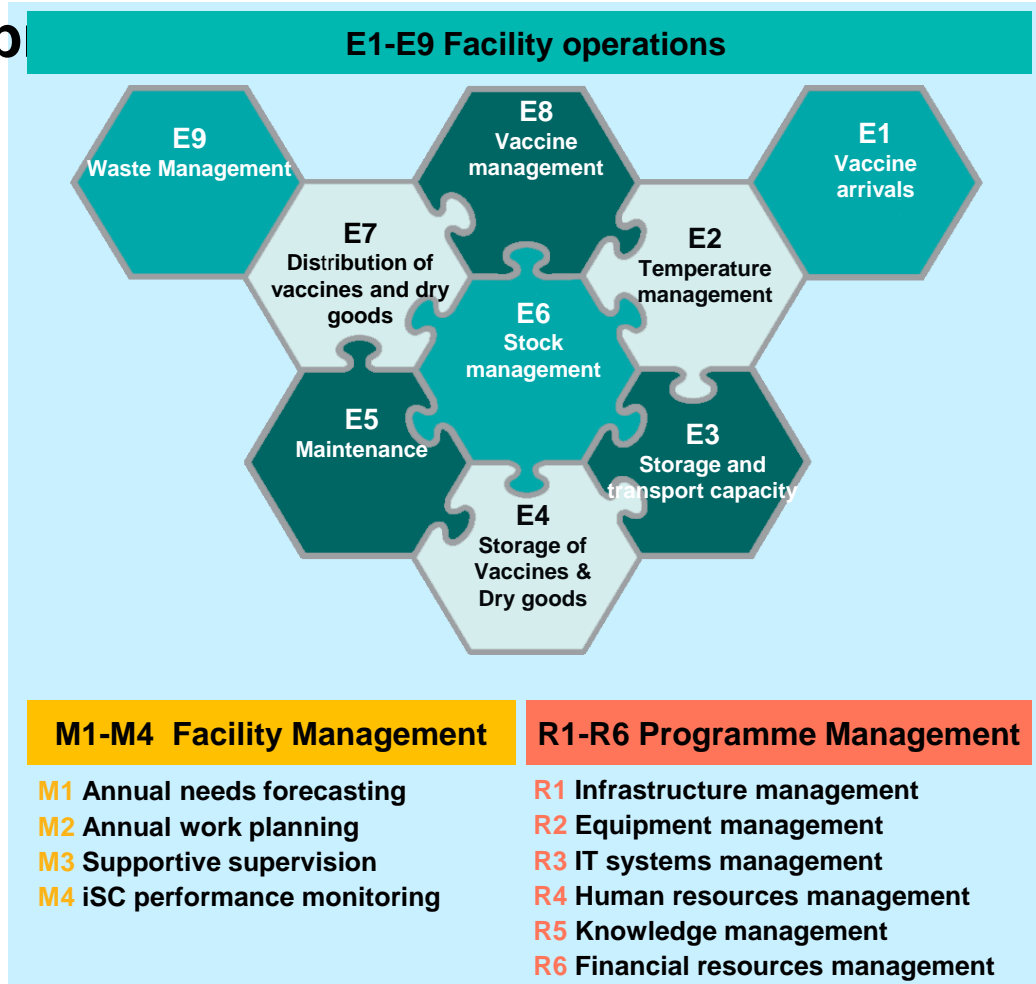 E1-E9 Facility operations
E9
Waste Management
E8
Vaccine
management
E1
Vaccine
arrivals
E7
Distribution of
vaccines and dry
goods
E2
Temperature
management
E6
Stock
management
E5
Maintenance
E3
Storage and
transport capacity
E4
Storage of
Vaccines &
Dry goods
M1-M4 Facility Management
M1 Annual needs forecasting
M2 Annual work planning
M3 Supportive supervision
M4 iSC performance monitoring
R1-R6 Programme Management
R1 Infrastructure management
R2 Equipment management
R3 IT systems management
R4 Human resources management
R5 Knowledge management
R6 Financial resources management